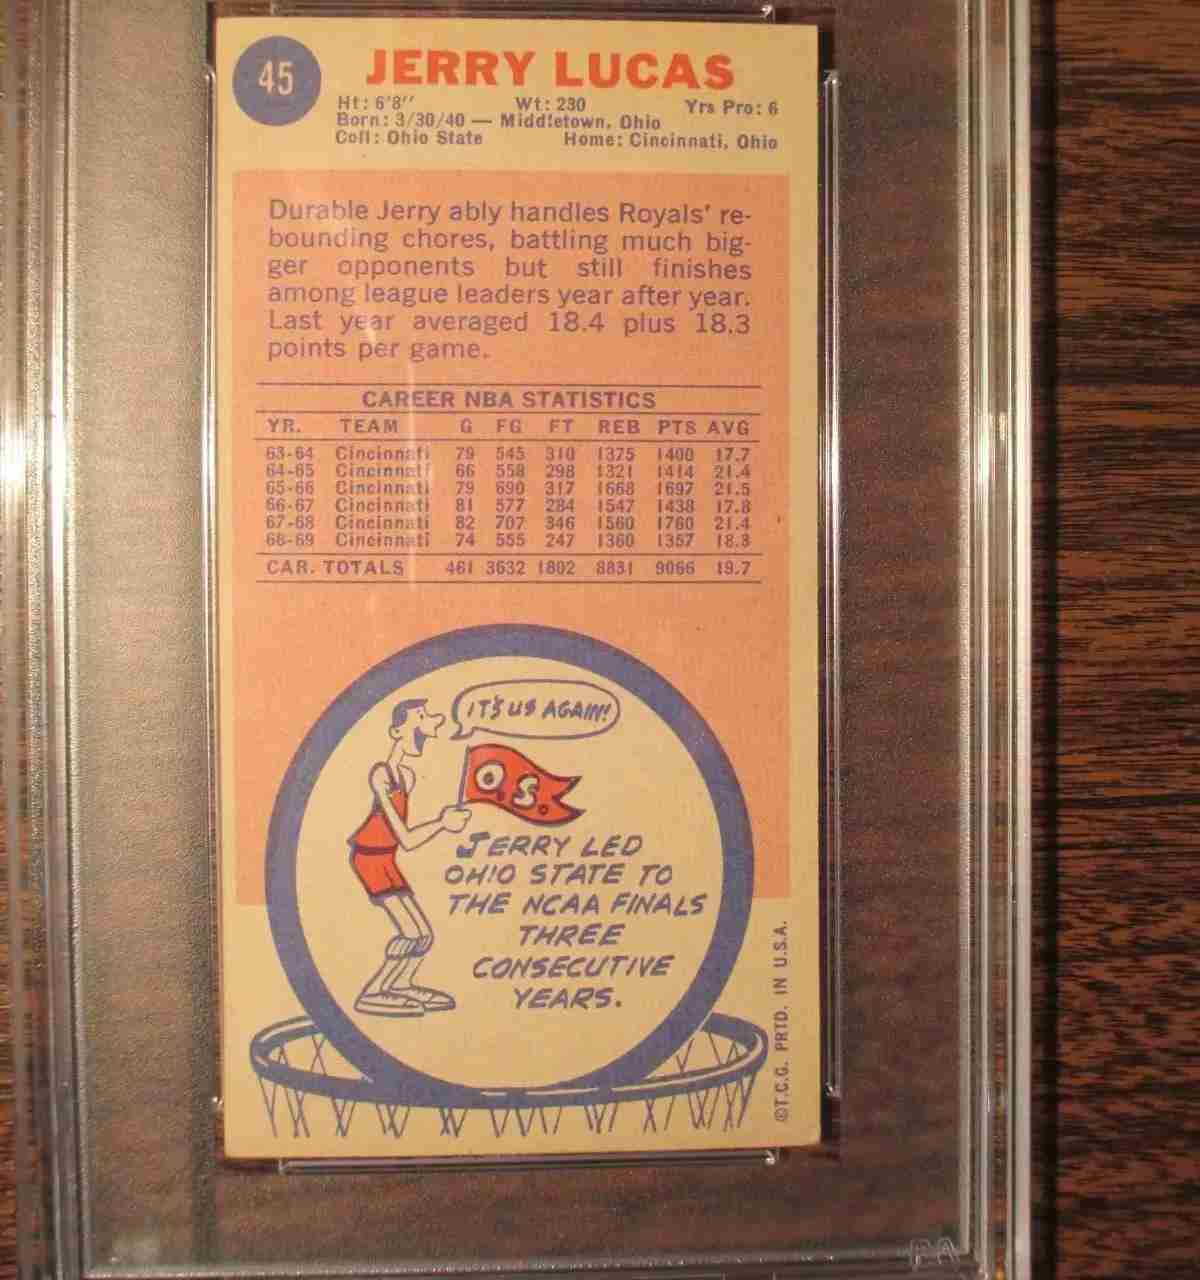 45
JERRY LUCAS
Ht: 6'8" Wt: 230 Yrs Pro: 6
Born: 3/30/40 — Middletown, Ohio
Coll: Ohio State Home: Cincinnati, Ohio
Durable Jerry ably handles Royals' re-
bounding chores, battling much big-
ger opponents but still finishes
among league leaders year after year.
Last year averaged 18.4 plus 18.3
points per game.
CAREER NBA STATISTICS
YR. TEAM G FG FT REB PTS AVG
63-64 Cincinnati 79 545 310 1375 1400 17.7
64-65 Cincinnati 66 558 298 1321 1414 21.4
65-66 Cincinnati 79 690 317 1668 1697 21.5
66-67 Cincinnati 81 577 284 1547 1438 17.8
67-68 Cincinnati 82 707 346 1560 1760 21.4
68-69 Cincinnati 74 555 247 1360 1357 18.3
CAR. TOTALS 461 3632 1802 8831 9066 19.7
IT'S US AGAIN!
O.S.
JERRY LED
OHIO STATE TO
THE NCAA FINALS
THREE
CONSECUTIVE
YEARS.
©T.C.G. PRTD. IN U.S.A.